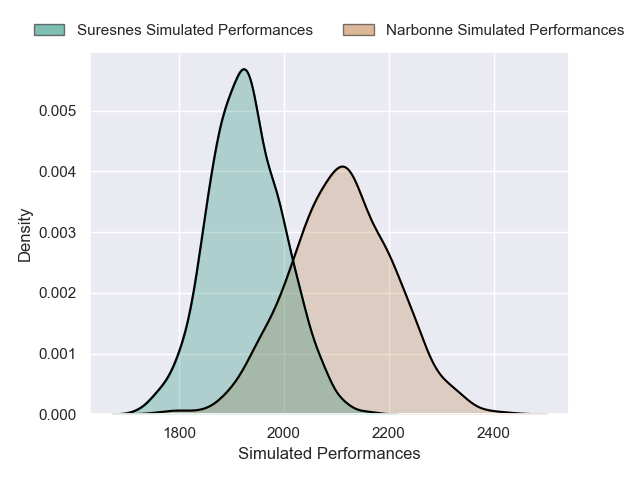 Suresnes Simulated Performances
Narbonne Simulated Performances
Density
0.005
0.004
0.003
0.002
0.001
0.000
1800
2000
2200
2400
Simulated Performances